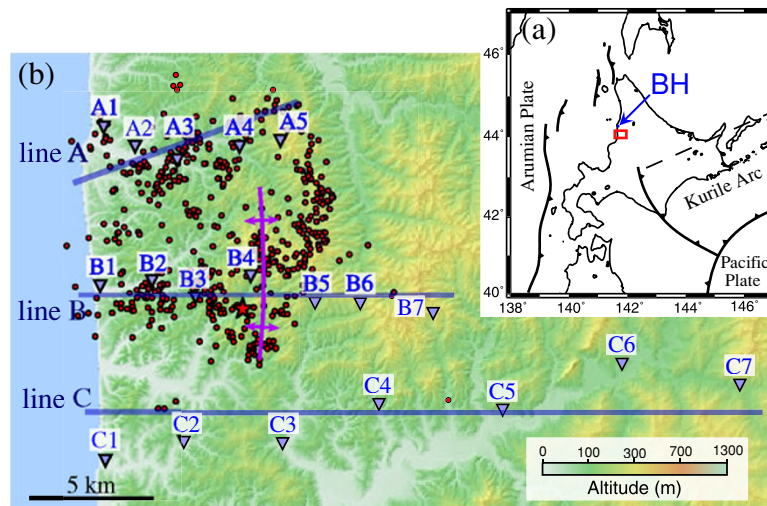 (a)
46°
44°
42°
40°
138°
140°
142°
144°
146°
BH
Arumian Plate
Kurile Arc
Pacific
Plate
(b)
A1
A2
A3
A4
A5
line A
B1
B2
B3
B4
B5
B6
B7
line B
C1
C2
C3
C4
C5
C6
C7
line C
5 km
0
100
300
700
1300
Altitude (m)